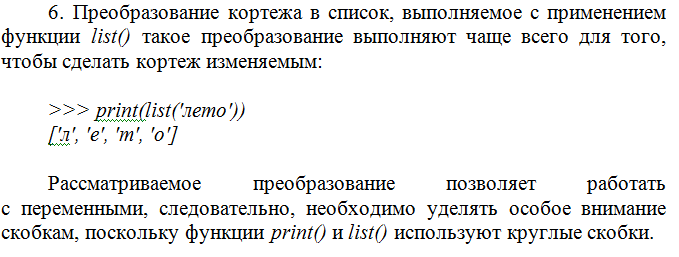 6. Преобразование кортежа в список, выполняемое с применением
функции list() такое преобразование выполняют чаще всего для того,
чтобы сделать кортеж изменяемым:
>>> print(list('лето'))
['л', 'е', 'т', 'о']
Рассматриваемое преобразование позволяет работать
с переменными, следовательно, необходимо уделять особое внимание
скобкам, поскольку функции print() и list() используют круглые скобки.